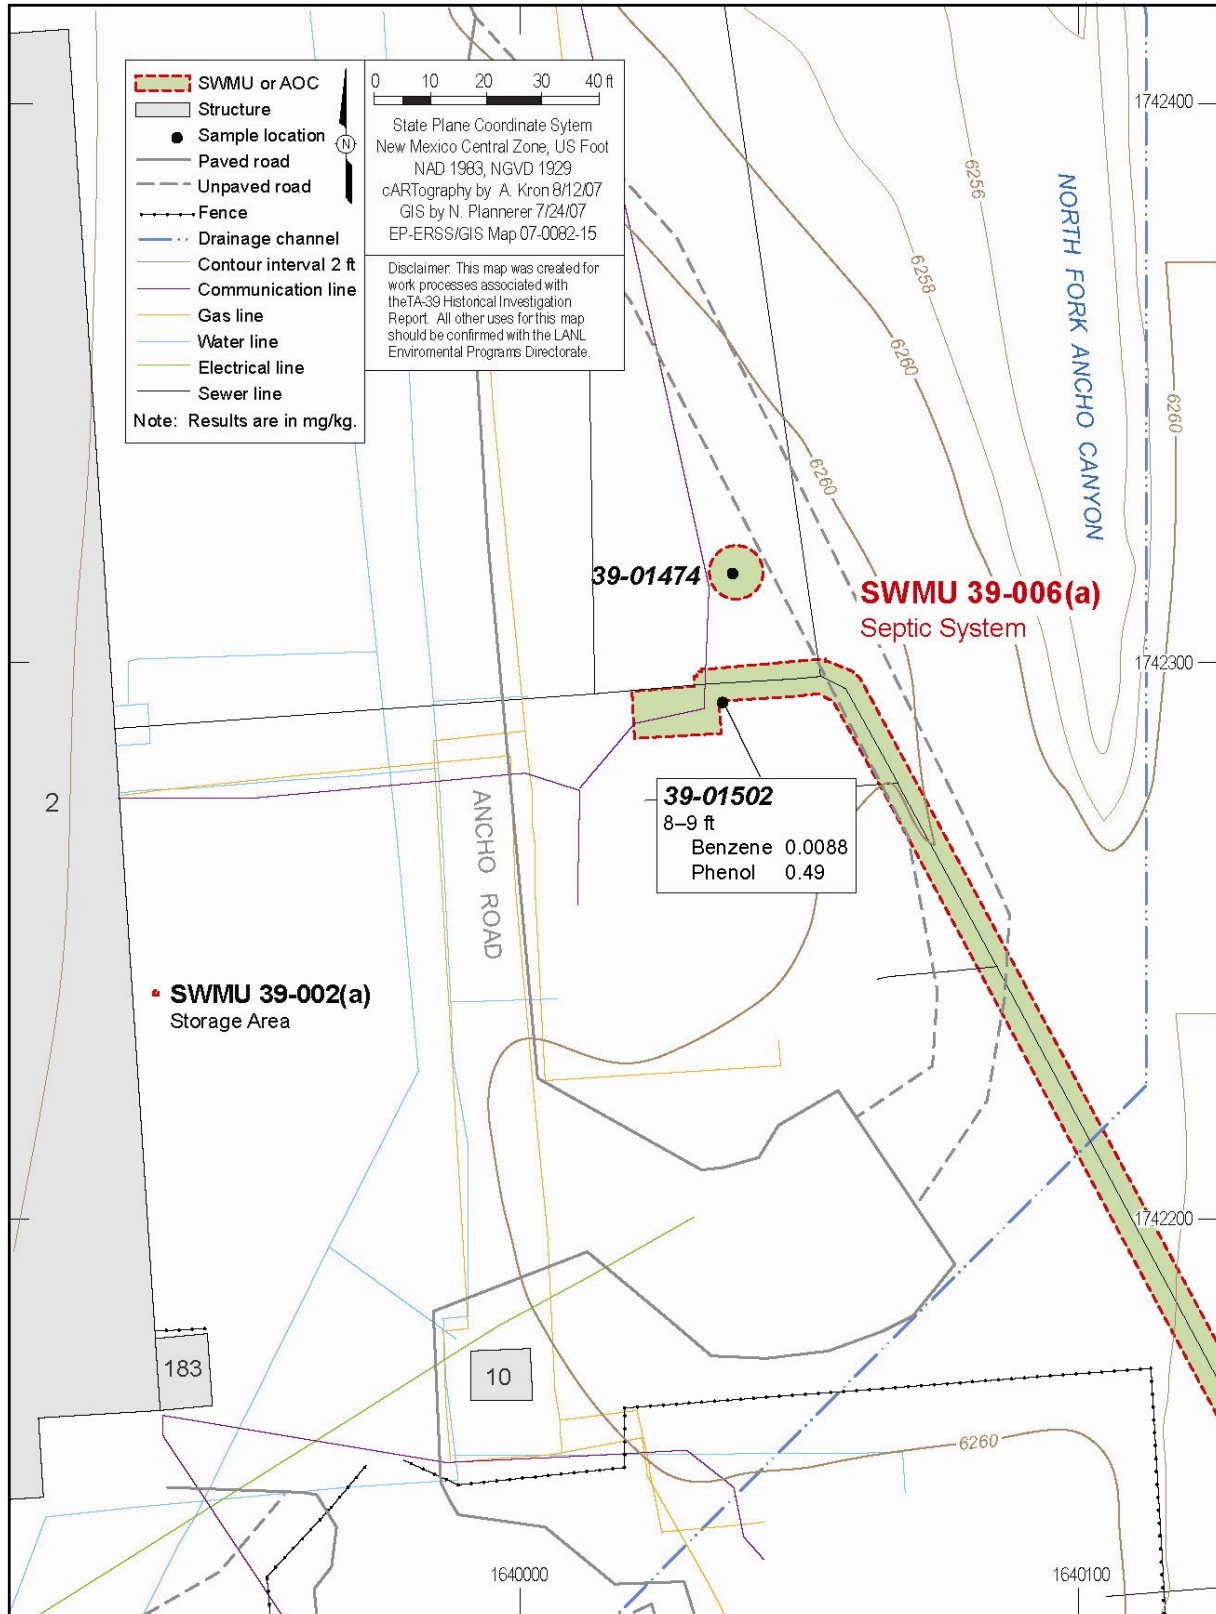 SWMU or AOC
Structure
Sample location
Paved road
Unpaved road
Fence
Drainage channel
Contour interval 2 ft
Communication line
Gas line
Water line
Electrical line
Sewer line
Note: Results are in mg/kg.
N
0 10 20 30 40 ft
State Plane Coordinate Sytem
New Mexico Central Zone, US Foot
NAD 1983, NGVD 1929
cARTography by A. Kron 8/12/07
GIS by N. Plannerer 7/24/07
EP-ERSS/GIS Map 07-0082-15
Disclaimer: This map was created for
work processes associated with
theTA-39 Historical Investigation
Report. All other uses for this map
should be confirmed with the LANL
Enviromental Programs Directorate.
1742400
6256
NORTH FORK ANCHO CANYON
6258
6260
6260
6260
39-01474
SWMU 39-006(a)
Septic System
1742300
2
39-01502
8–9 ft
Benzene 0.0088
Phenol 0.49
ANCHO ROAD
SWMU 39-002(a)
Storage Area
1742200
183
10
6260
1640000
1640100